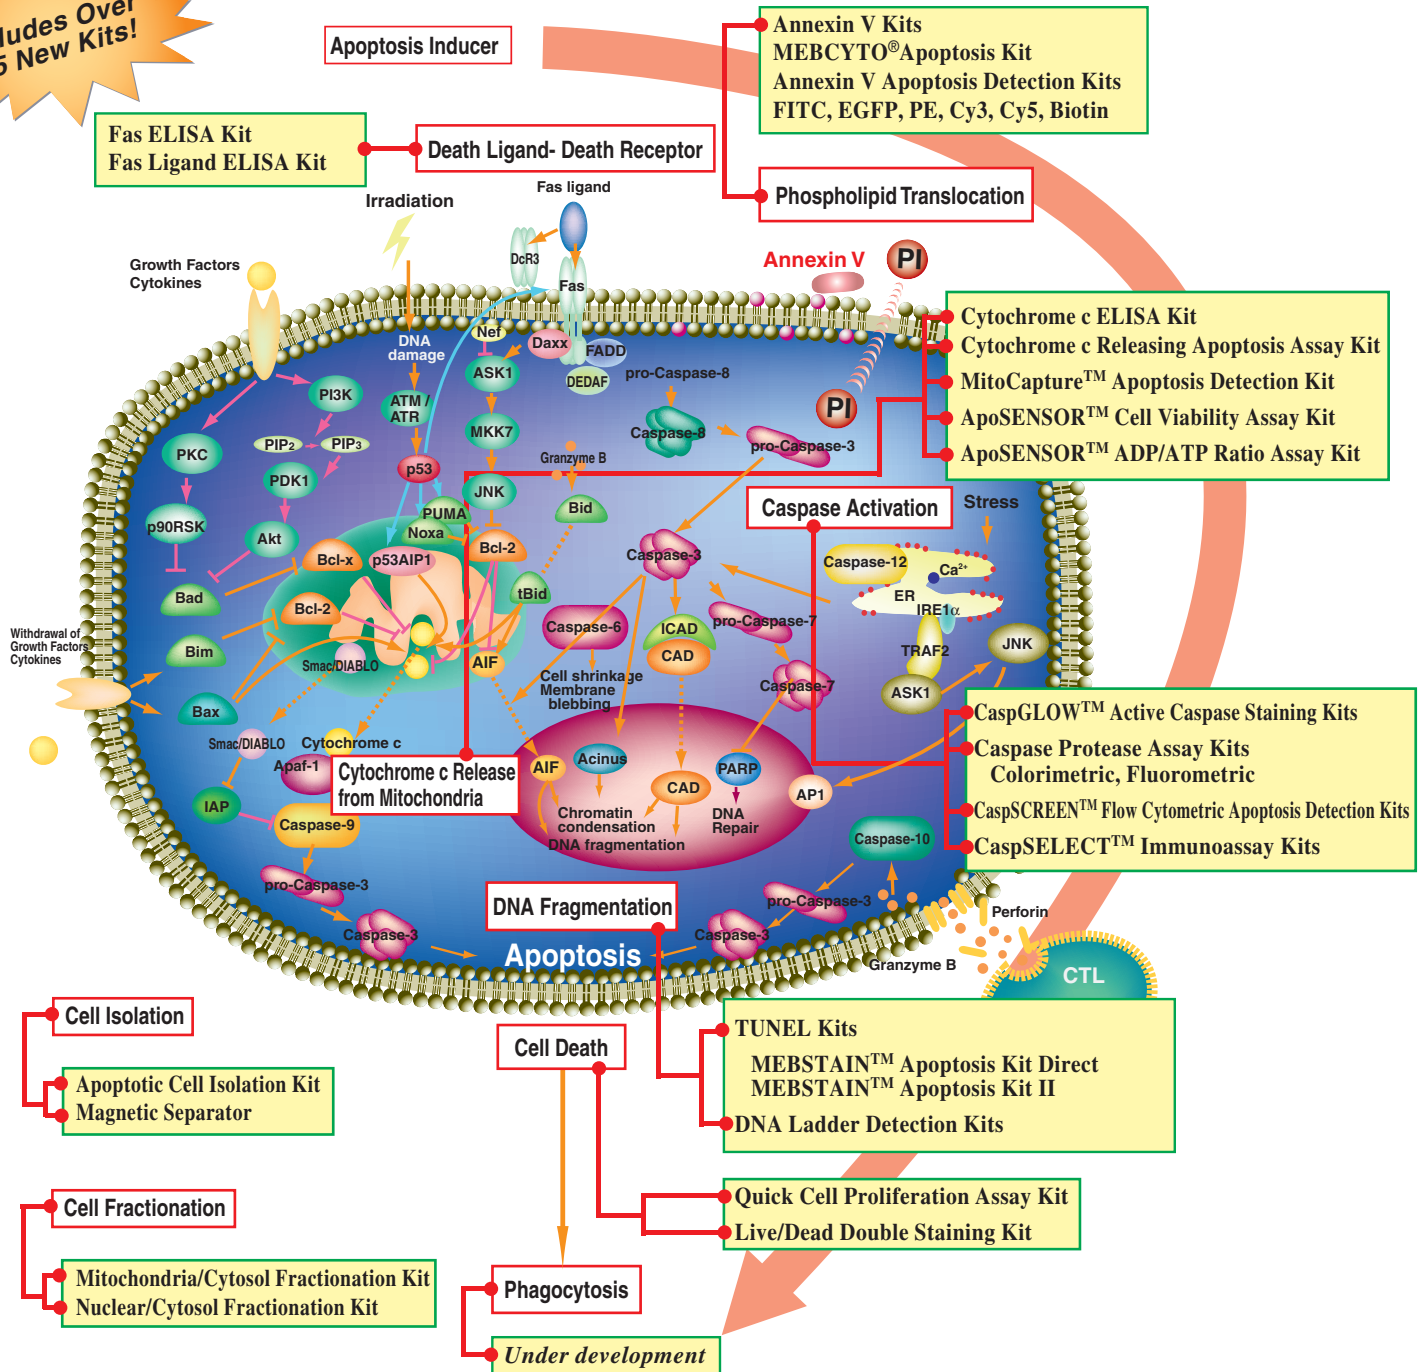 Over
New Kits!
Apoptosis Inducer
Annexin V Kits
MEBCYTO®Apoptosis Kit
Annexin V Apoptosis Detection Kits
FITC, EGFP, PE, Cy3, Cy5, Biotin
Fas ELISA Kit
Fas Ligand ELISA Kit
Death Ligand- Death Receptor
Phospholipid Translocation
Irradiation
Fas ligand
DcR3
Fas
Growth Factors
Cytokines
Annexin V
PI
Cytochrome c ELISA Kit
Cytochrome c Releasing Apoptosis Assay Kit
MitoCapture™ Apoptosis Detection Kit
ApoSENSOR™ Cell Viability Assay Kit
ApoSENSOR™ ADP/ATP Ratio Assay Kit
DNA
damage
Nef
Daxx
FADD
DEDAF
ASK1
pro-Caspase-8
PI3K
ATM /
ATR
PI
PIP2
PIP3
MKK7
Caspase-8
pro-Caspase-3
PKC
PDK1
p53
Granzyme B
JNK
Caspase Activation
Stress
p90RSK
Akt
PUMA
Noxa
Bid
Bcl-x
p53AIP1
Bcl-2
Caspase-3
Caspase-12
Ca2+
ER
IRE1α
Bad
Bcl-2
tBid
Caspase-6
ICAD
CAD
pro-Caspase-7
TRAF2
JNK
Withdrawal of
Growth Factors
Cytokines
Bim
Smac/DIABLO
AIF
Cell shrinkage
Membrane
blebbing
Caspase-7
ASK1
Bax
CaspGLOW™ Active Caspase Staining Kits
Caspase Protease Assay Kits
Colorimetric, Fluorometric
CaspSCREEN™ Flow Cytometric Apoptosis Detection Kits
CaspSELECT™ Immunoassay Kits
Smac/DIABLO
Cytochrome c
Apaf-1
Cytochrome c Release
from Mitochondria
AIF
Acinus
CAD
PARP
AP1
IAP
Caspase-9
Chromatin
condensation
DNA fragmentation
DNA
Repair
Caspase-10
pro-Caspase-3
Caspase-3
DNA Fragmentation
pro-Caspase-3
Caspase-3
Apoptosis
Perforin
Granzyme B
CTL
Cell Isolation
Apoptotic Cell Isolation Kit
Magnetic Separator
Cell Death
TUNEL Kits
MEBSTAIN™ Apoptosis Kit Direct
MEBSTAIN™ Apoptosis Kit II
DNA Ladder Detection Kits
Cell Fractionation
Mitochondria/Cytosol Fractionation Kit
Nuclear/Cytosol Fractionation Kit
Quick Cell Proliferation Assay Kit
Live/Dead Double Staining Kit
Phagocytosis
Under development